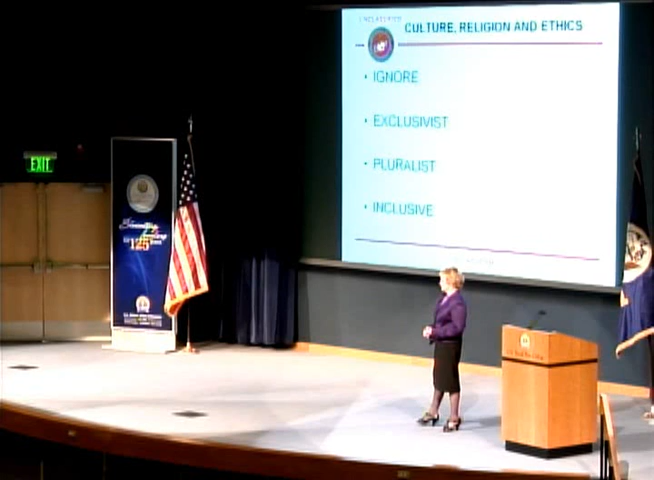 UNCLASSIFIED
CULTURE, RELIGION AND ETHICS
• IGNORE
• EXCLUSIVIST
• PLURALIST
• INCLUSIVE
EXIT
125